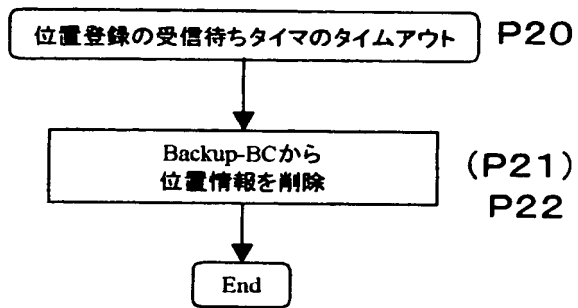 位置登録の受信待ちタイマのタイムアウト P20
Backup-BCから
位置情報を削除
(P21)
P22
End